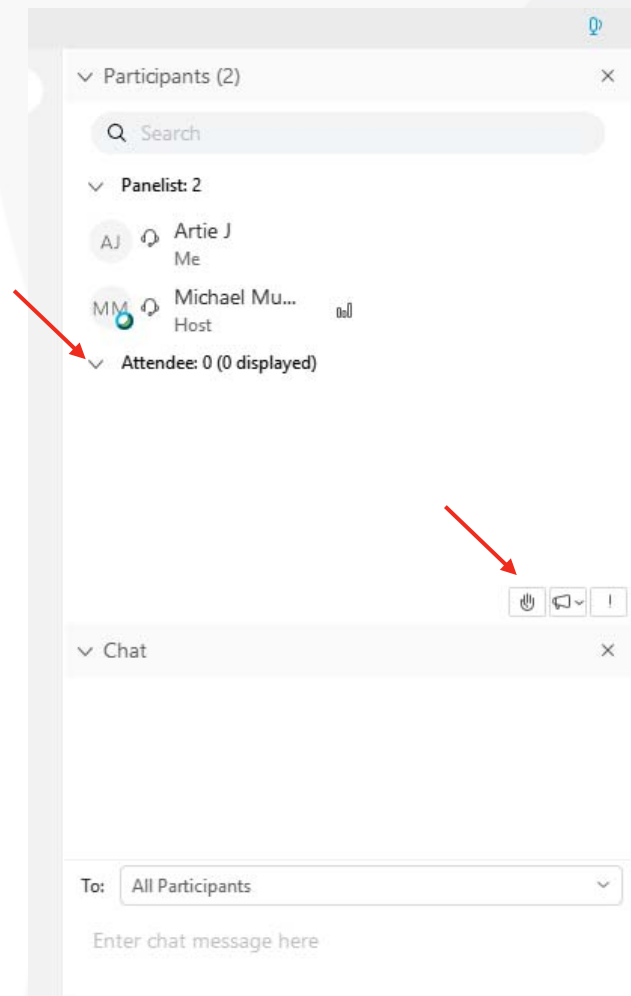 Participants (2)
Search
Panelist: 2
AJ
Artie J
Me
MM
Michael Mu...
Host
Attendee: 0 (0 displayed)
Chat
To: All Participants
Enter chat message here